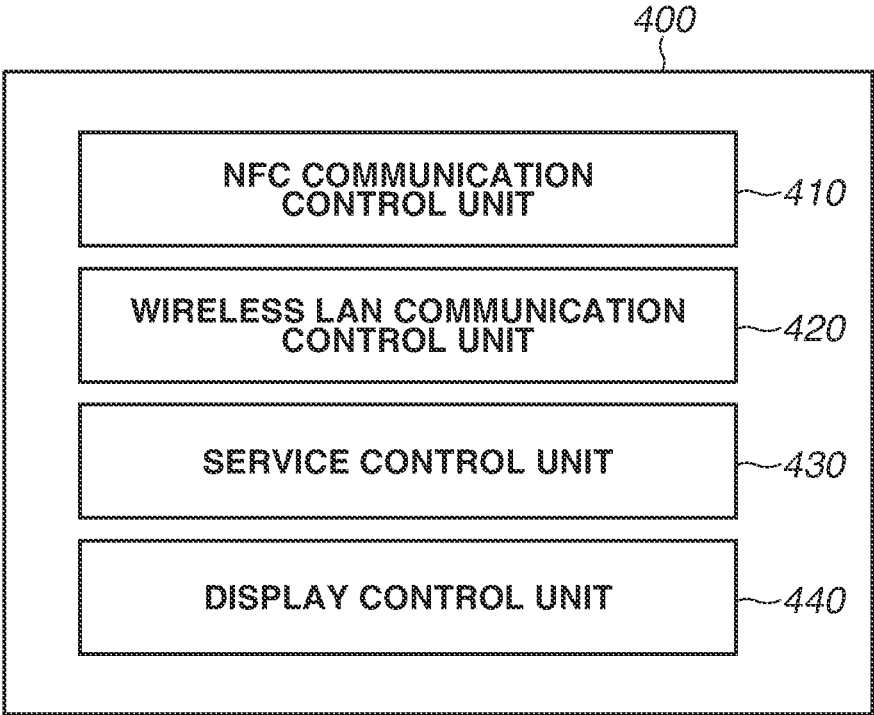 400
NFC COMMUNICATION
CONTROL UNIT
410
WIRELESS LAN COMMUNICATION
CONTROL UNIT
420
SERVICE CONTROL UNIT
430
DISPLAY CONTROL UNIT
440